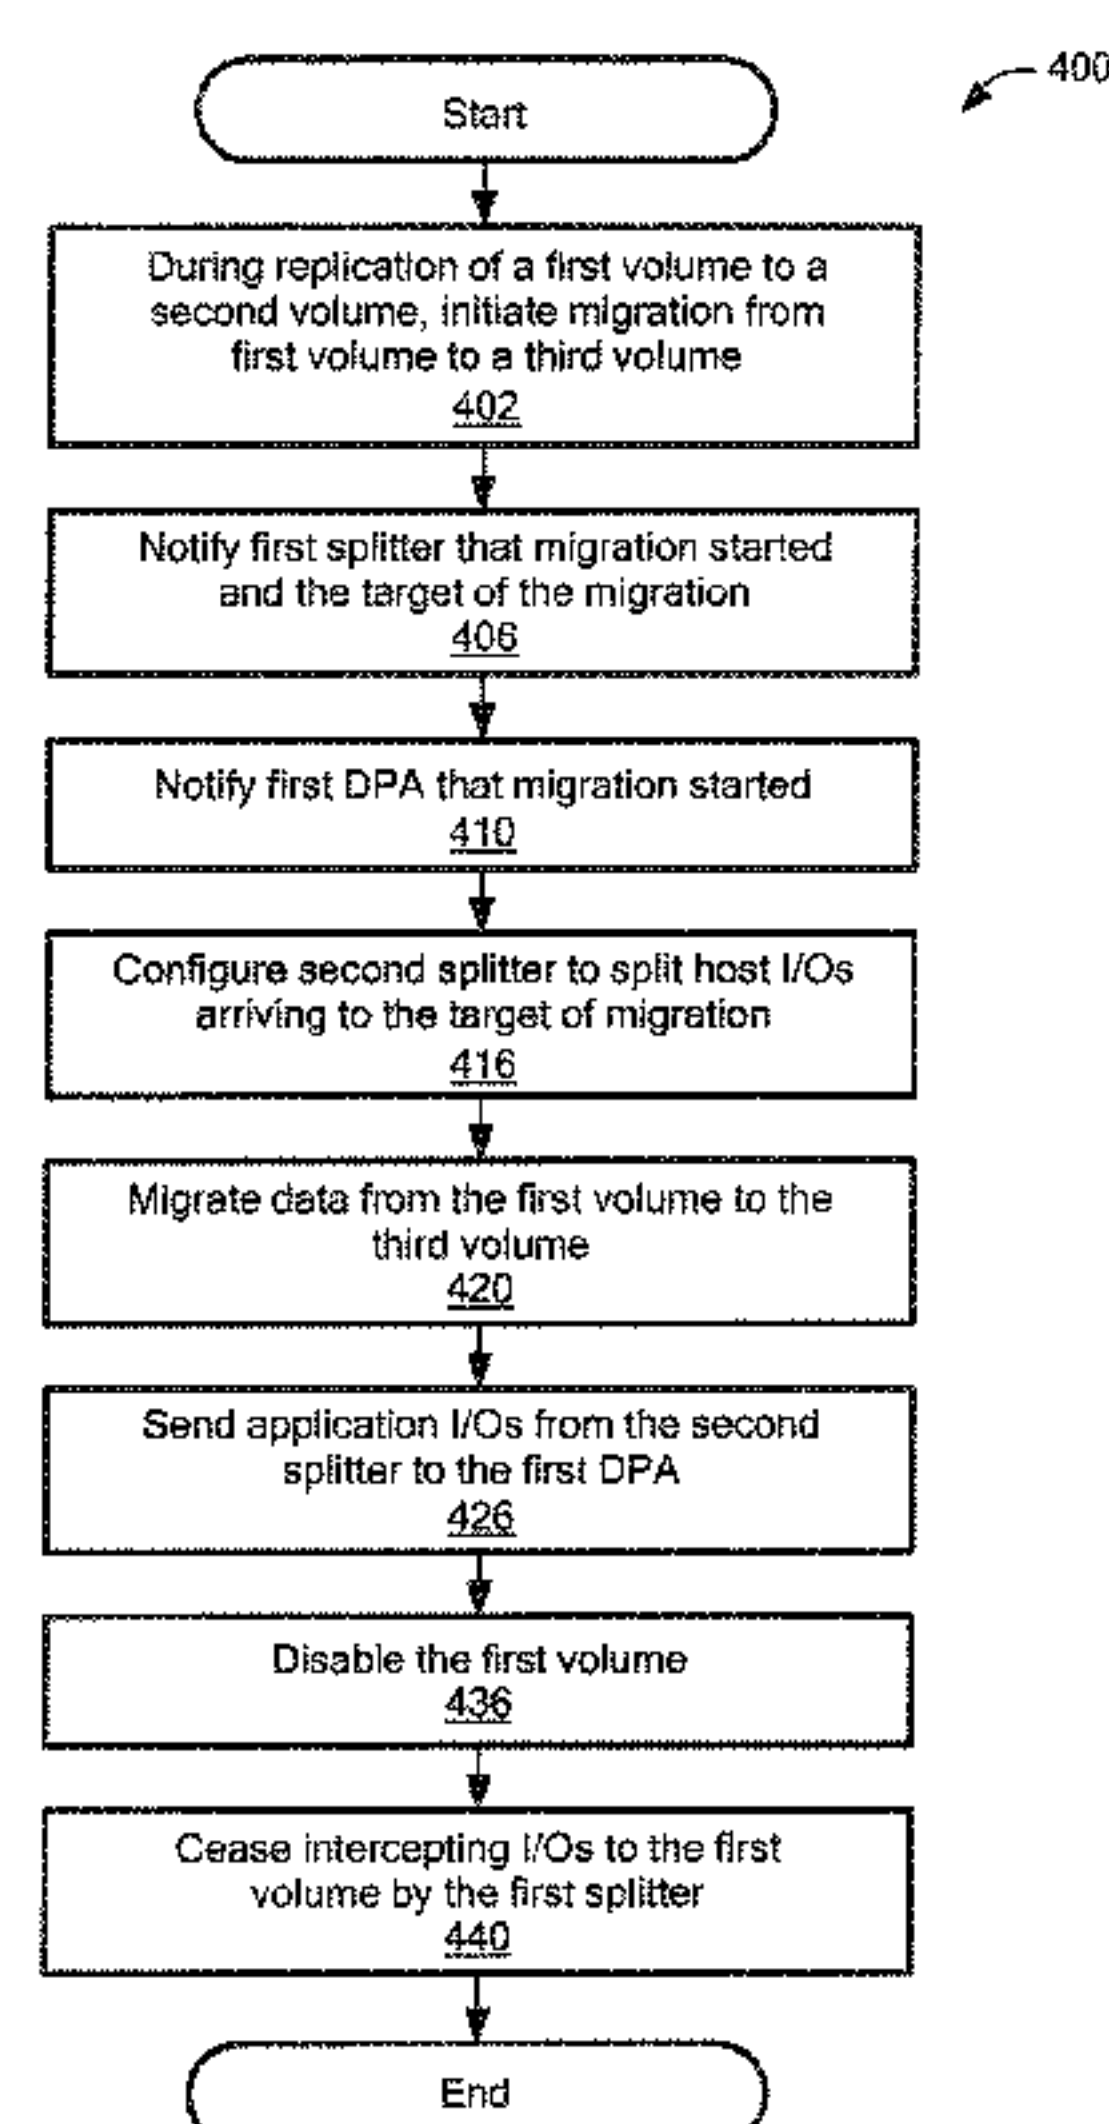 400
Start
During replication of a first volume to a
second volume, initiate migration from
first volume to a third volume
402
Notify first splitter that migration started
and the target of the migration
406
Notify first DPA that migration started
410
Configure second splitter to split host I/Os
arriving to the target of migration
416
Migrate data from the first volume to the
third volume
420
Send application I/Os from the second
splitter to the first DPA
426
Disable the first volume
436
Cease intercepting I/Os to the first
volume by the first splitter
440
End